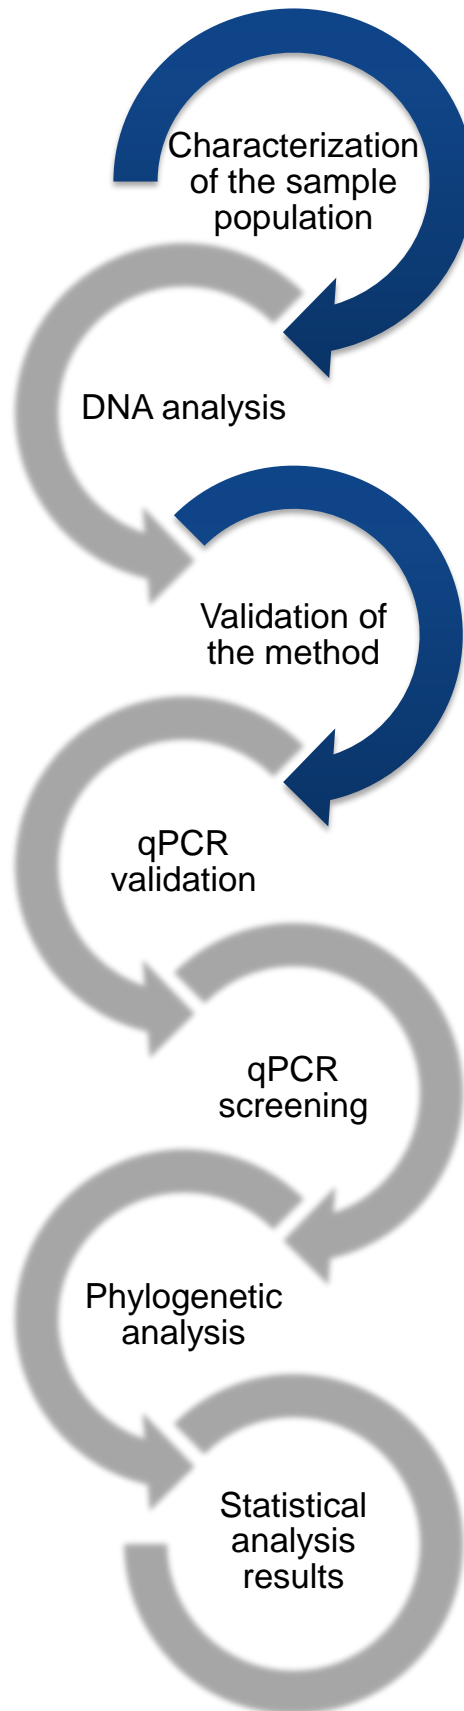 Characterization
of the sample
population
DNA analysis
Validation of
the method
qPCR
validation
qPCR
screening
Phylogenetic
analysis
Statistical
analysis
results